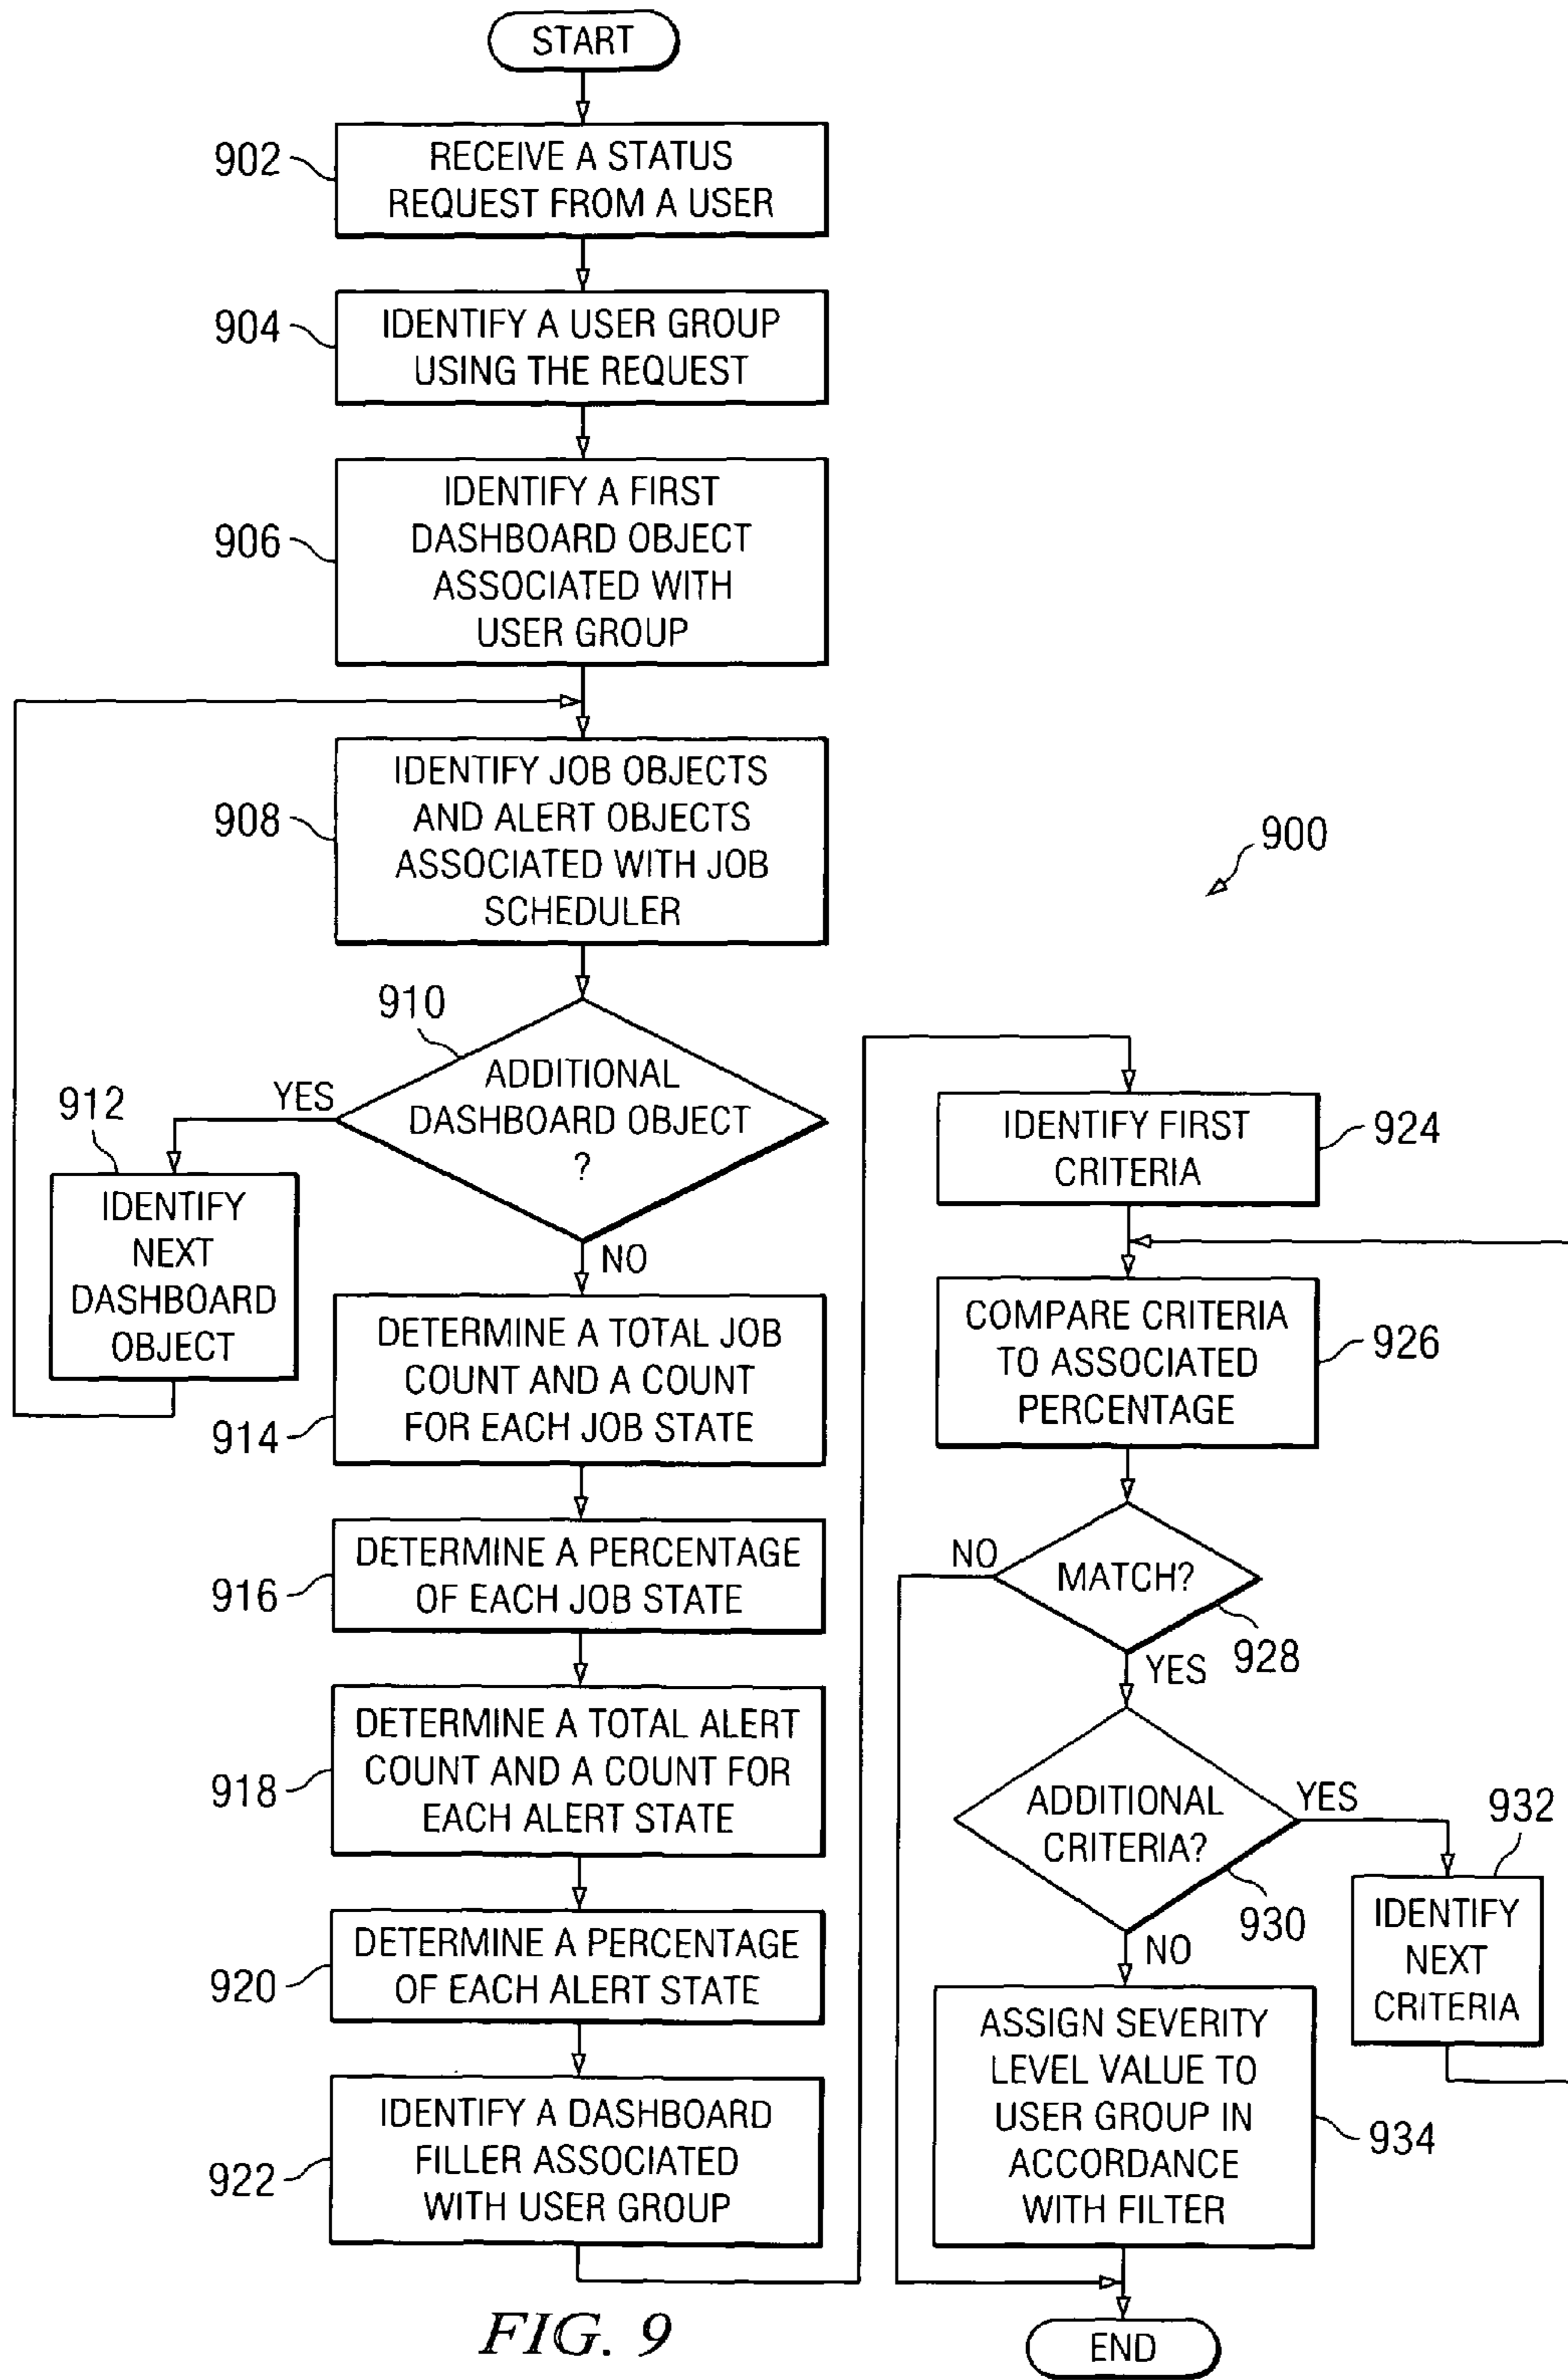 START
902
RECEIVE A STATUS
REQUEST FROM A USER
904
IDENTIFY A USER GROUP
USING THE REQUEST
906
IDENTIFY A FIRST
DASHBOARD OBJECT
ASSOCIATED WITH
USER GROUP
908
IDENTIFY JOB OBJECTS
AND ALERT OBJECTS
ASSOCIATED WITH JOB
SCHEDULER
900
910
ADDITIONAL
DASHBOARD OBJECT
?
YES
912
IDENTIFY
NEXT
DASHBOARD
OBJECT
NO
DETERMINE A TOTAL JOB
COUNT AND A COUNT
FOR EACH JOB STATE
914
DETERMINE A PERCENTAGE
OF EACH JOB STATE
916
DETERMINE A TOTAL ALERT
COUNT AND A COUNT FOR
EACH ALERT STATE
918
DETERMINE A PERCENTAGE
OF EACH ALERT STATE
920
IDENTIFY A DASHBOARD
FILLER ASSOCIATED
WITH USER GROUP
922
IDENTIFY FIRST
CRITERIA
924
COMPARE CRITERIA
TO ASSOCIATED
PERCENTAGE
926
NO
MATCH?
928
YES
ADDITIONAL
CRITERIA?
YES
930
932
IDENTIFY
NEXT
CRITERIA
NO
ASSIGN SEVERITY
LEVEL VALUE TO
USER GROUP IN
ACCORDANCE
WITH FILTER
934
END
FIG. 9